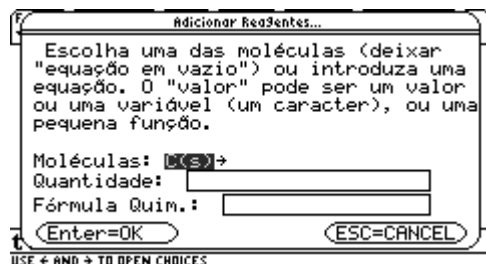 Adicionar Reagentes...
Escolha uma das moléculas (deixar
"equação em vazio") ou introduza uma
equação. O "valor" pode ser um valor
ou uma variável (um caracter), ou uma
pequena função.
Moléculas: C(s)→
Quantidade:
Fórmula Quim.:
Enter=OK
ESC=CANCEL
USE ← AND → TO OPEN CHOICES